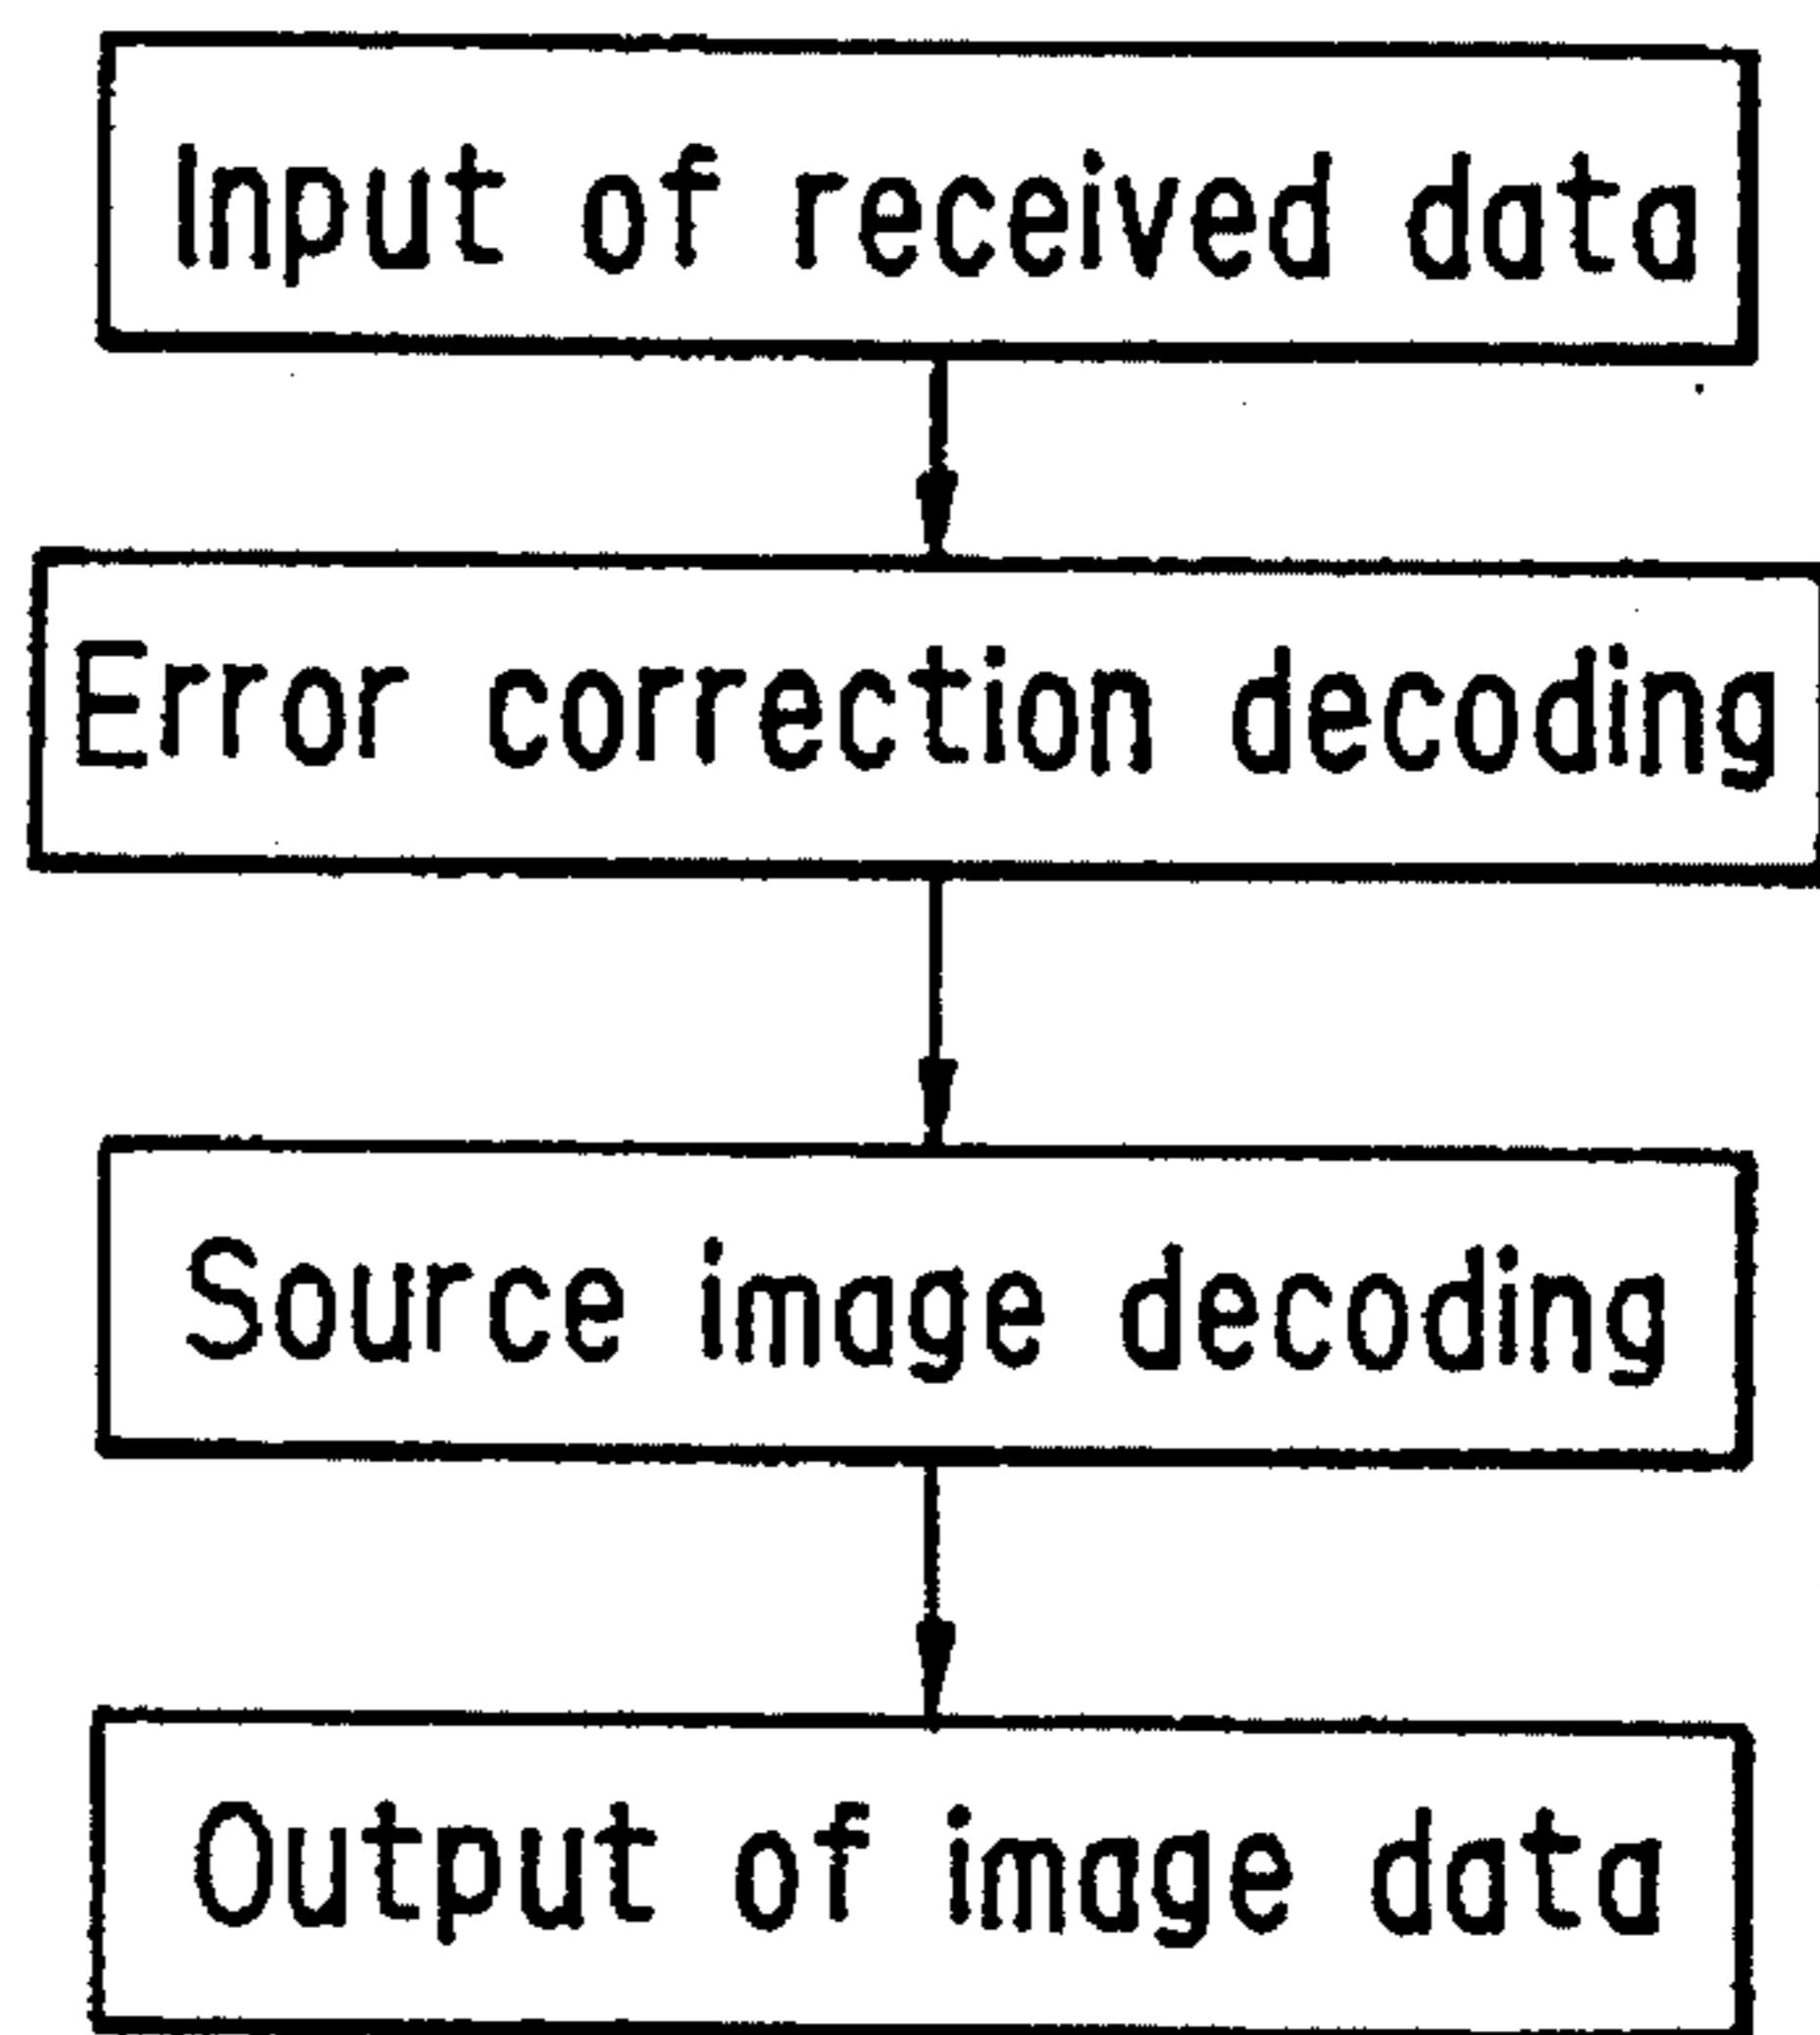 Input of received data
Error correction decoding
Source image decoding
Output of image data